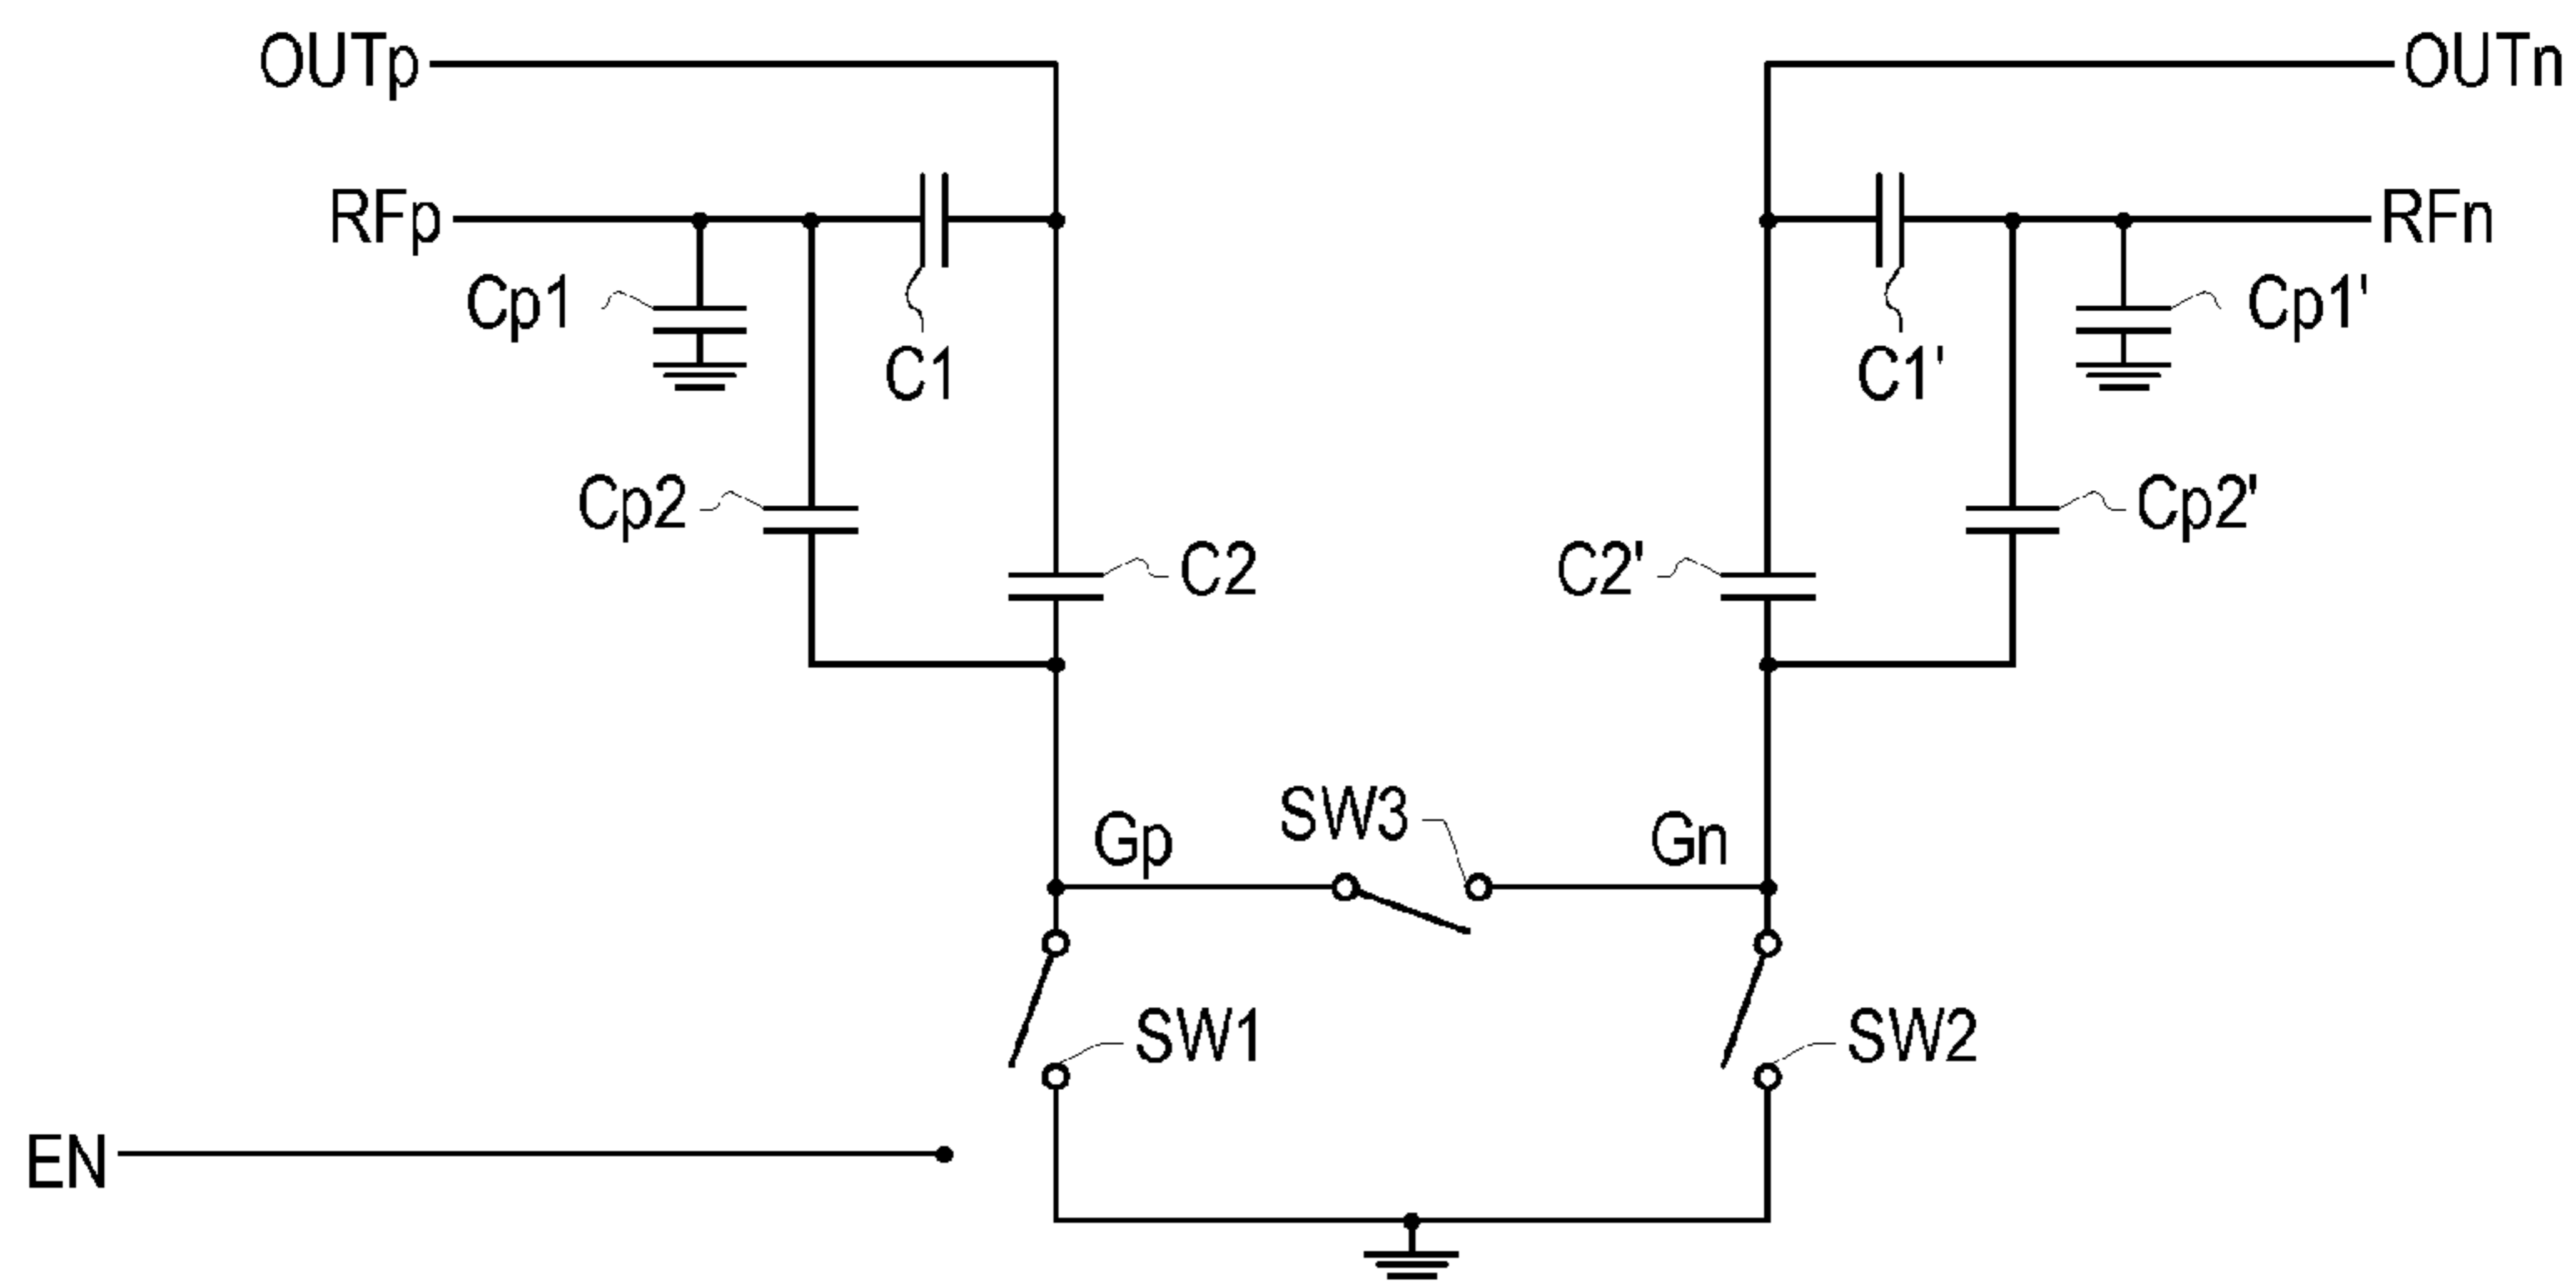 OUTp
OUTn
RFp
RFn
Cp1
C1
C1'
Cp1'
Cp2
C2
C2'
Cp2'
Gp
SW3
Gn
SW1
SW2
EN